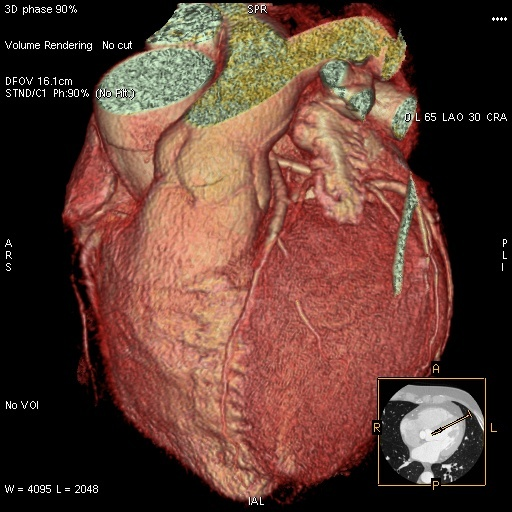 3D phase 90%
SPR
Volume Rendering No cut
DFOV 16.1cm
STND/C1 Ph:90% (No Filt.)
L 65 LAO 30 CRA
A
R
S
P
L
I
A
No VOI
R
L
W = 4095 L = 2048
P
IAL